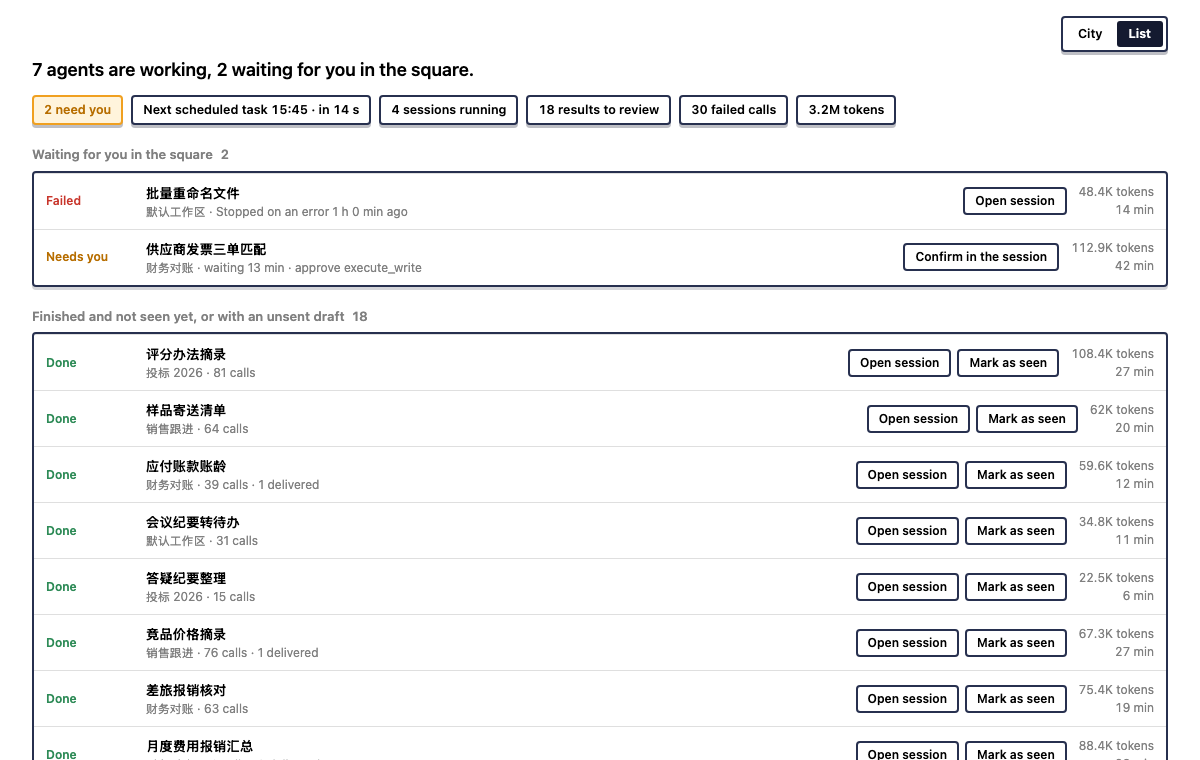 City List
7 agents are working, 2 waiting for you in the square.
2 need you Next scheduled task 15:45 · in 14 s 4 sessions running 18 results to review 30 failed calls 3.2M tokens
Waiting for you in the square 2
Failed 批量重命名文件 Open session 48.4K tokens
默认工作区 · Stopped on an error 1 h 0 min ago 14 min
Needs you 供应商发票三单匹配 Confirm in the session 112.9K tokens
财务对账 · waiting 13 min · approve execute_write 42 min
Finished and not seen yet, or with an unsent draft 18
Done 评分办法摘录 Open session Mark as seen 108.4K tokens
投标 2026 · 81 calls 27 min
Done 样品寄送清单 Open session Mark as seen 62K tokens
销售跟进 · 64 calls 20 min
Done 应付账款账龄 Open session Mark as seen 59.6K tokens
财务对账 · 39 calls · 1 delivered 12 min
Done 会议纪要转待办 Open session Mark as seen 34.8K tokens
默认工作区 · 31 calls 11 min
Done 答疑纪要整理 Open session Mark as seen 22.5K tokens
投标 2026 · 15 calls 6 min
Done 竞品价格摘录 Open session Mark as seen 67.3K tokens
销售跟进 · 76 calls · 1 delivered 27 min
Done 差旅报销核对 Open session Mark as seen 75.4K tokens
财务对账 · 63 calls 19 min
Done 月度费用报销汇总 Open session Mark as seen 88.4K tokens